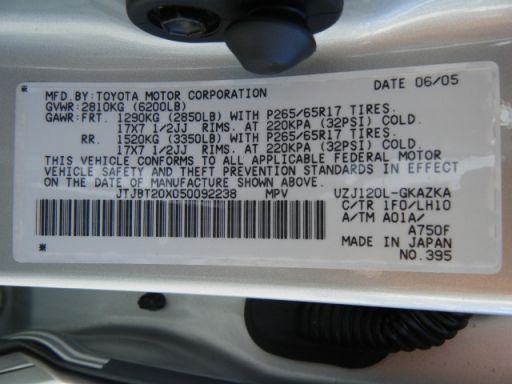 MFD.BY:TOYOTA MOTOR CORPORATION DATE 06/05
GVWR:2810KG (6200LB)
GAWR:FRT. 1290KG (2850LB) WITH P265/65R17 TIRES.
17X7 1/2JJ RIMS. AT 220KPA (32PSI) COLD.
RR. 1520KG (3350LB) WITH P265/65R17 TIRES.
17X7 1/2JJ RIMS. AT 220KPA (32PSI) COLD.
THIS VEHICLE CONFORMS TO ALL APPLICABLE FEDERAL MOTOR
VEHICLE SAFETY AND THEFT PREVENTION STANDARDS IN EFFECT
ON THE DATE OF MANUFACTURE SHOWN ABOVE.
JTJBT20X050092238 MPV UZJ120L-GKAZKA
C/TR 1F0/LH10
A/TM A01A/
A750F
MADE IN JAPAN
NO.395